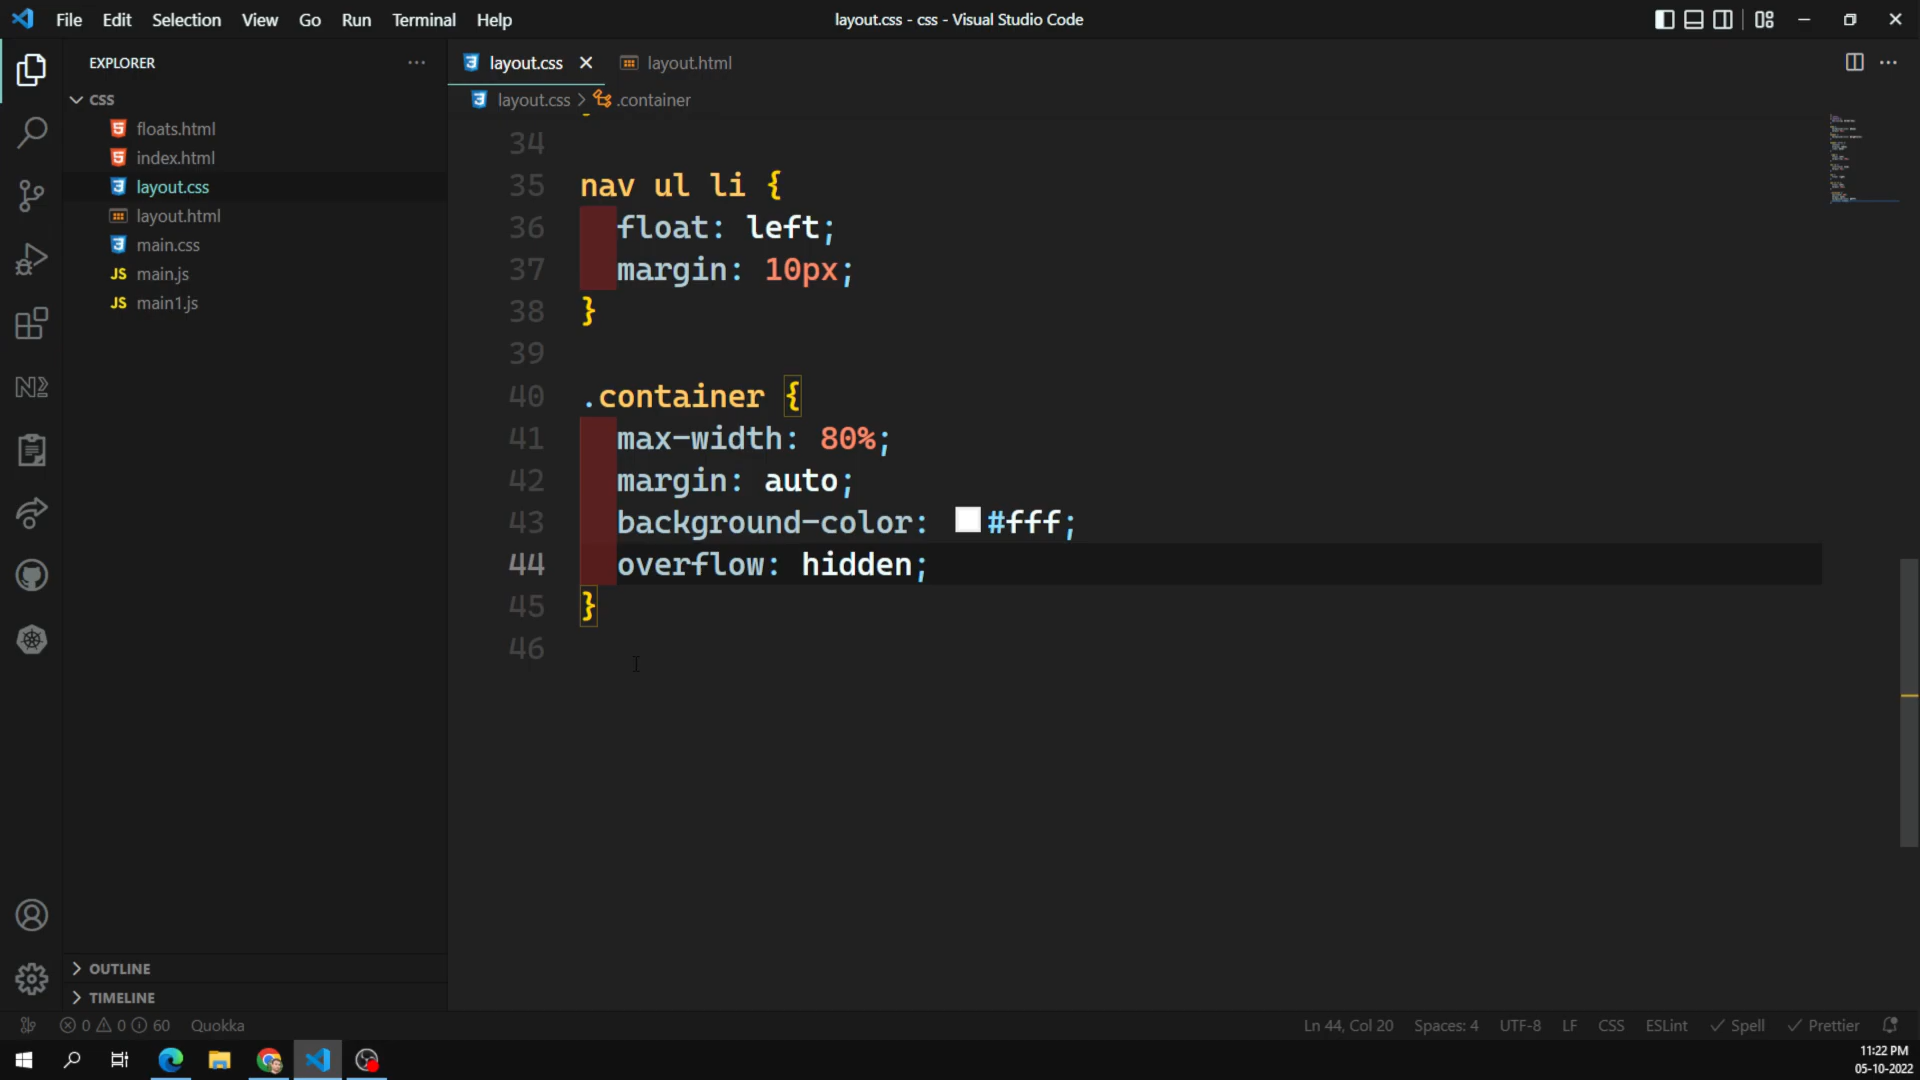 File Edit Selection View Go Run Terminal Help
layout.css - css - Visual Studio Code
EXPLORER
CSS
floats.html
index.html
layout.css
layout.html
main.css
JS main.js
JS main1.js
OUTLINE
TIMELINE
layout.css
layout.html
layout.css > .container
34
35 nav ul li {
36 float: left;
37 margin: 10px;
38 }
39
40 .container {
41 max-width: 80%;
42 margin: auto;
43 background-color: #fff;
44 overflow: hidden;
45 }
46
0 0 60 Quokka
Ln 44, Col 20 Spaces: 4 UTF-8 LF CSS ESLint Spell Prettier
11:22 PM
05-10-2022